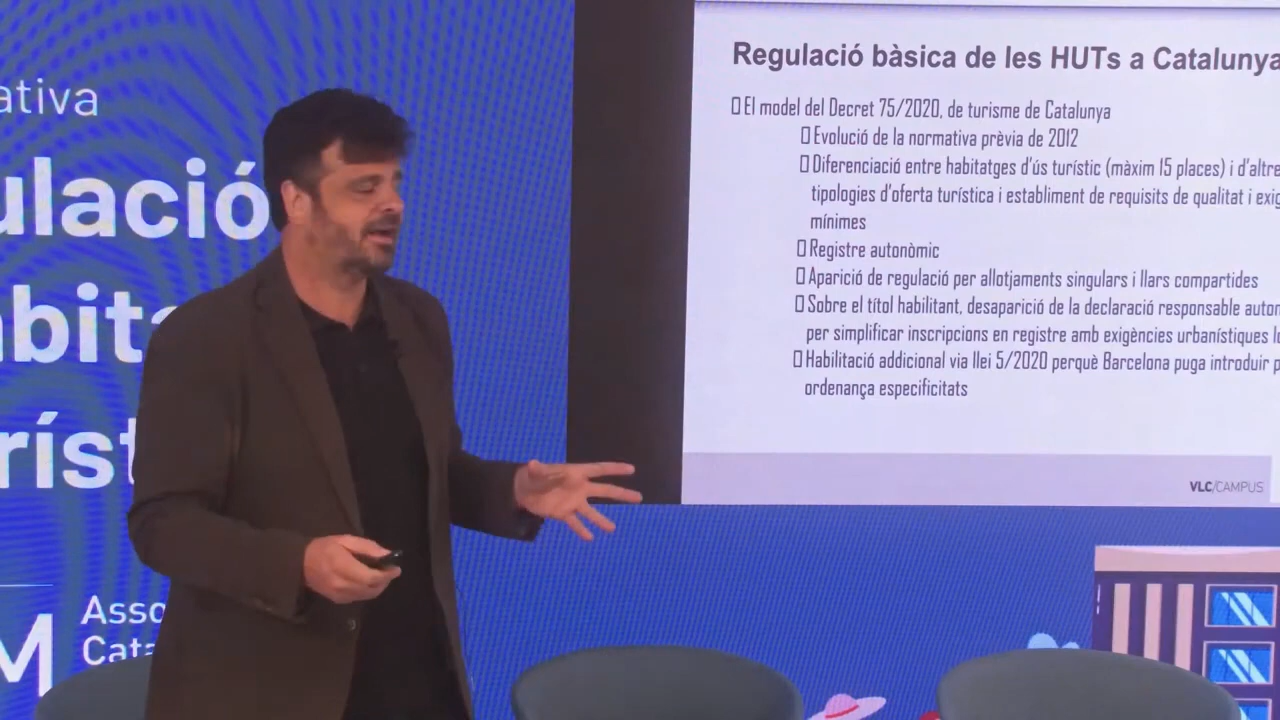 ativa
ulació
abita
ríst
M
Asso
Cata
Regulació bàsica de les HUTs a Catalunya
El model del Decret 75/2020, de turisme de Catalunya
Evolució de la normativa prèvia de 2012
Diferenciació entre habitatges d'ús turístic (màxim 15 places) i d'altre
tipologies d'oferta turística i establiment de requisits de qualitat i exig
mínimes
Registre autonòmic
Aparició de regulació per allotjaments singulars i llars compartides
Sobre el títol habilitant, desaparició de la declaració responsable auton
per simplificar inscripcions en registre amb exigències urbanístiques lo
Habilitació addicional via llei 5/2020 perquè Barcelona puga introduir p
ordenança especificitats
VLC/CAMPUS